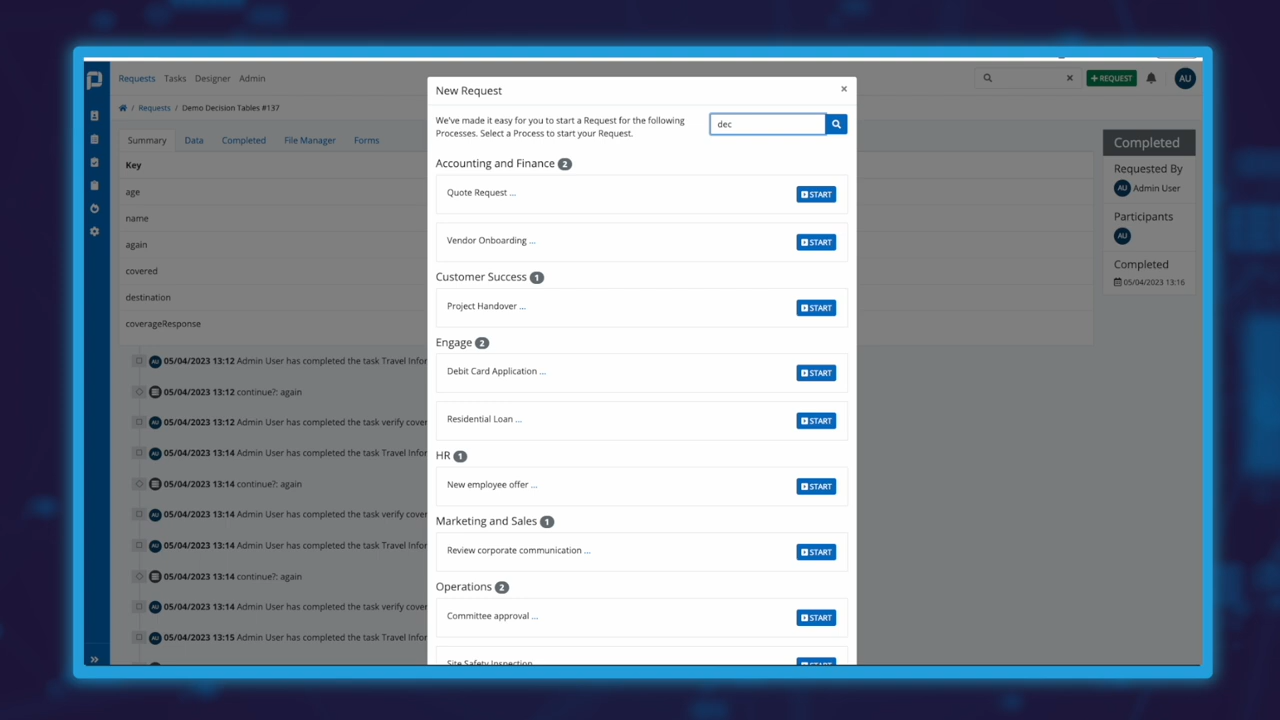 Requests Tasks Designer Admin
+ REQUEST
AU
/ Requests / Demo Decision Tables #137
Summary Data Completed File Manager Forms
Key
age
name
again
covered
destination
coverageResponse
AU 05/04/2023 13:12 Admin User has completed the task Travel Infor
05/04/2023 13:12 continue?: again
AU 05/04/2023 13:12 Admin User has completed the task verify cove
AU 05/04/2023 13:14 Admin User has completed the task Travel Infor
05/04/2023 13:14 continue?: again
AU 05/04/2023 13:14 Admin User has completed the task verify cove
AU 05/04/2023 13:14 Admin User has completed the task Travel Infor
05/04/2023 13:14 continue?: again
AU 05/04/2023 13:14 Admin User has completed the task verify cover
AU 05/04/2023 13:15 Admin User has completed the task Travel Infor
New Request
×
We've made it easy for you to start a Request for the following
Processes. Select a Process to start your Request.
dec
Accounting and Finance 2
Quote Request ...
START
Vendor Onboarding ...
START
Customer Success 1
Project Handover ...
START
Engage 2
Debit Card Application ...
START
Residential Loan ...
START
HR 1
New employee offer ...
START
Marketing and Sales 1
Review corporate communication ...
START
Operations 2
Committee approval ...
START
Site Safety Inspection
START
Completed
Requested By
AU Admin User
Participants
AU
Completed
05/04/2023 13:16